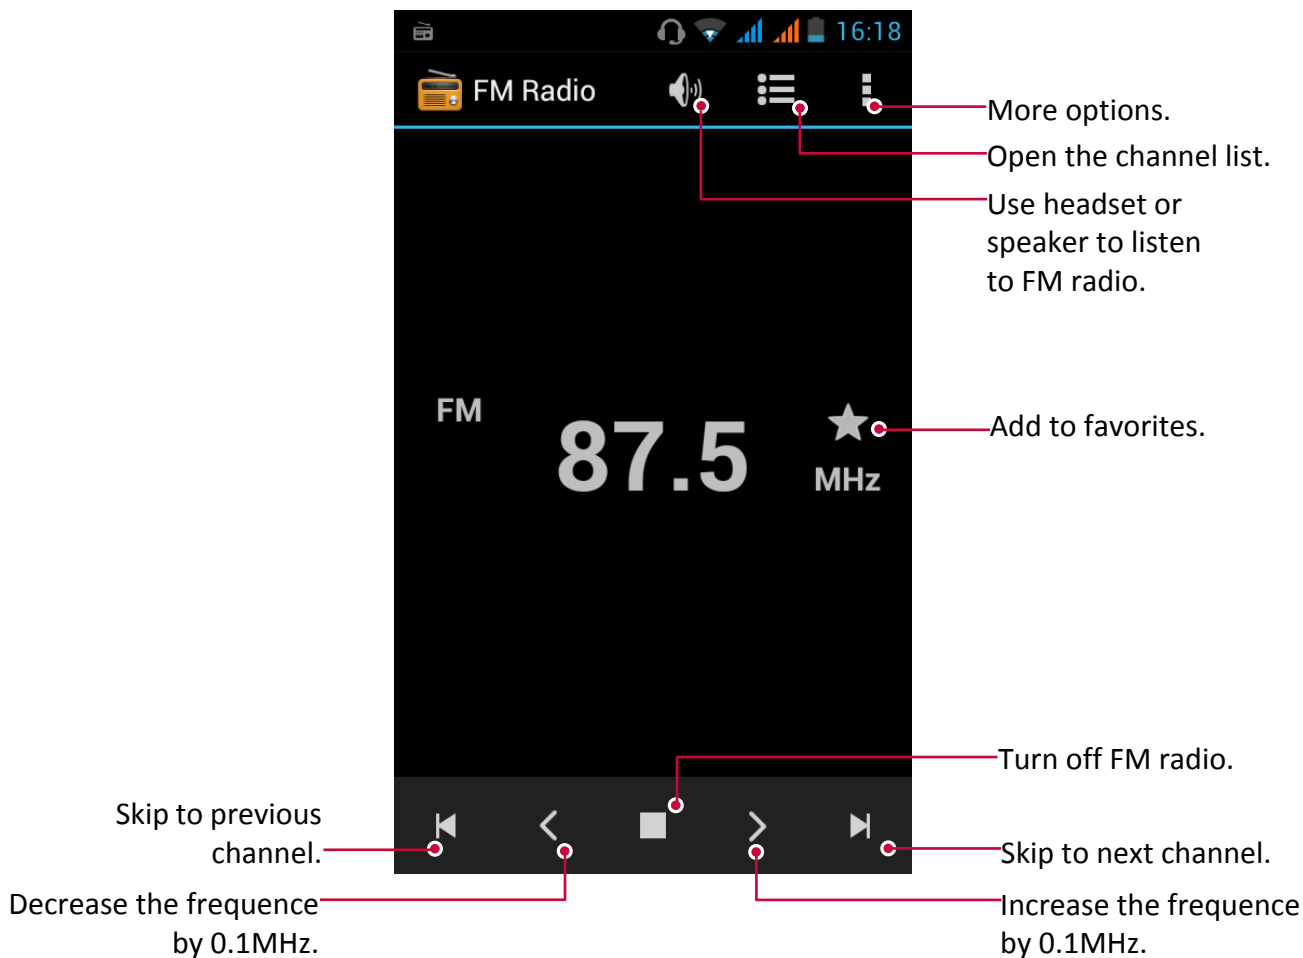 16:18
FM Radio
More options.
Open the channel list.
Use headset or
speaker to listen
to FM radio.
FM
87.5
MHz
Add to favorites.
Turn off FM radio.
Skip to previous
channel.
Skip to next channel.
Decrease the frequence
by 0.1MHz.
Increase the frequence
by 0.1MHz.